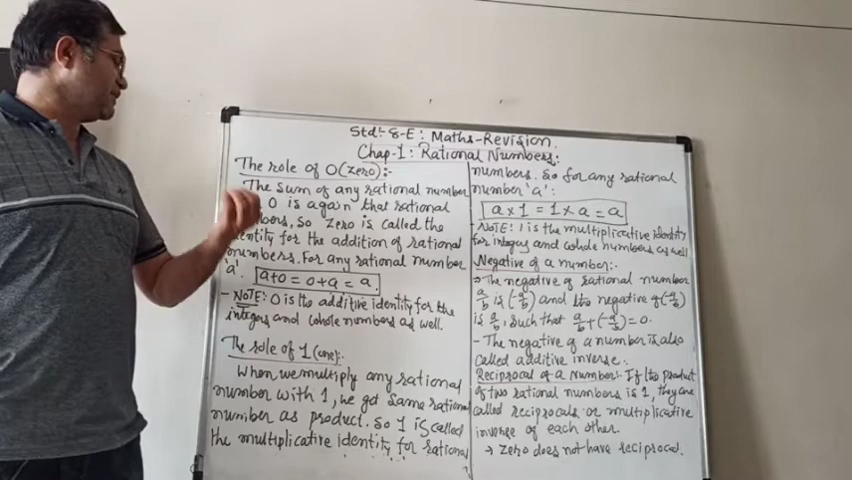 Std:- 8-E: Maths-Revision.
Chap-1: Rational Numbers:
The role of 0 (zero):-
The sum of any rational number
0 is again that rational
bers, So Zero is called the
entity for the addition of rational
numbers. For any rational number
'a'. a+0 = 0+a = a.
- NOTE: 0 is the additive identity for the
integers and whole numbers as well.
The role of 1 (one):-
When we multiply any rational
number with 1, we get same rational
number as product. So 1 is called
the multiplicative identity for rational
numbers. So for any rational
number 'a':
a x 1 = 1 x a = a
- NOTE: 1 is the multiplicative identity
for integers and whole numbers as well
Negative of a number:-
→ The negative of rational number
a/b is (-a/b) and the negative of (-a/b)
is a/b, Such that a/b + (-a/b) = 0.
- The negative of a number is also
called additive inverse.
Reciprocal of a Number:- If the product
of two rational numbers is 1, they are
called reciprocals or multiplicative
inverse of each other.
→ Zero does not have reciprocal.